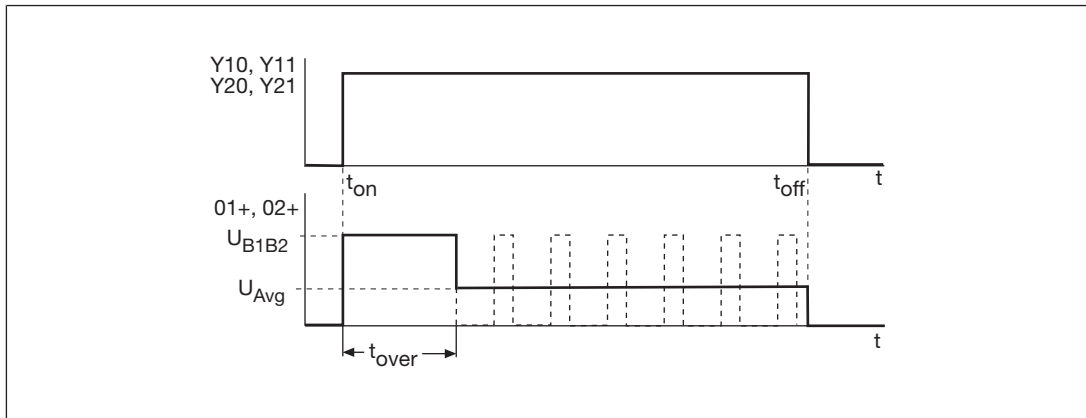 Y10, Y11
Y20, Y21
t_on
t_off
t
01+, 02+
U_B1B2
U_Avg
t_over
t